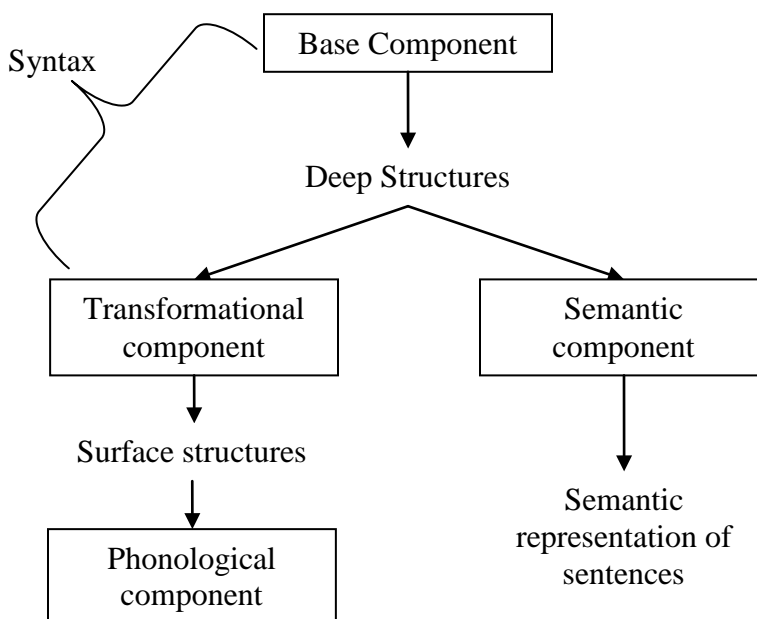 Base Component
Syntax
Deep Structures
Transformational
component
Semantic
component
Surface structures
Semantic
representation of
sentences
Phonological
component